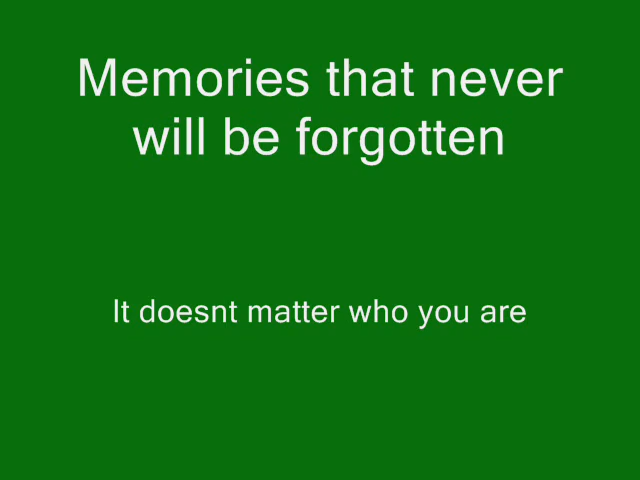 Memories that never
will be forgotten
It doesnt matter who you are